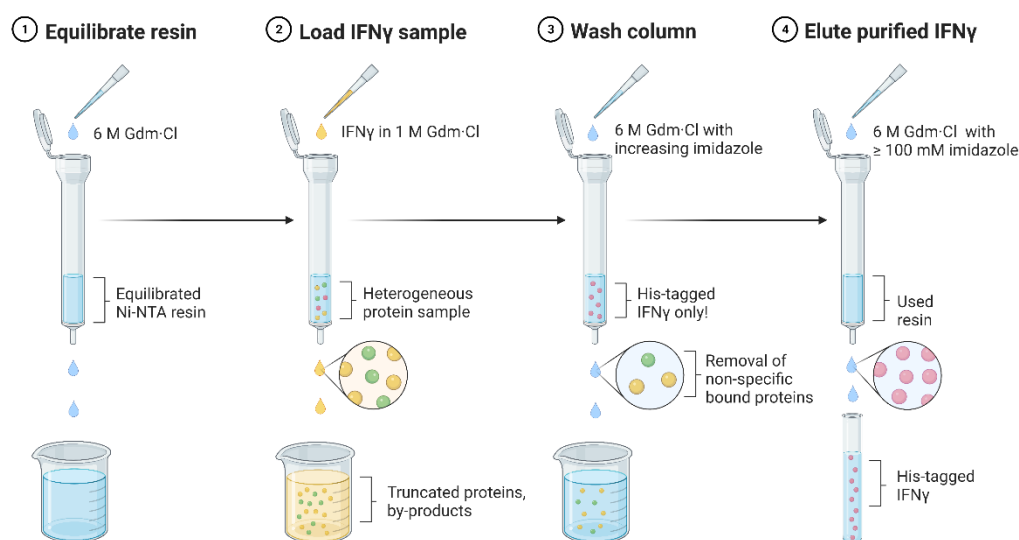 1 Equilibrate resin
6 M Gdm·Cl
Equilibrated
Ni-NTA resin
2 Load IFNγ sample
IFNγ in 1 M Gdm·Cl
Heterogeneous
protein sample
Truncated proteins,
by-products
3 Wash column
6 M Gdm·Cl with
increasing imidazole
His-tagged
IFNγ only!
Removal of
non-specific
bound proteins
4 Elute purified IFNγ
6 M Gdm·Cl with
≥ 100 mM imidazole
Used
resin
His-tagged
IFNγ